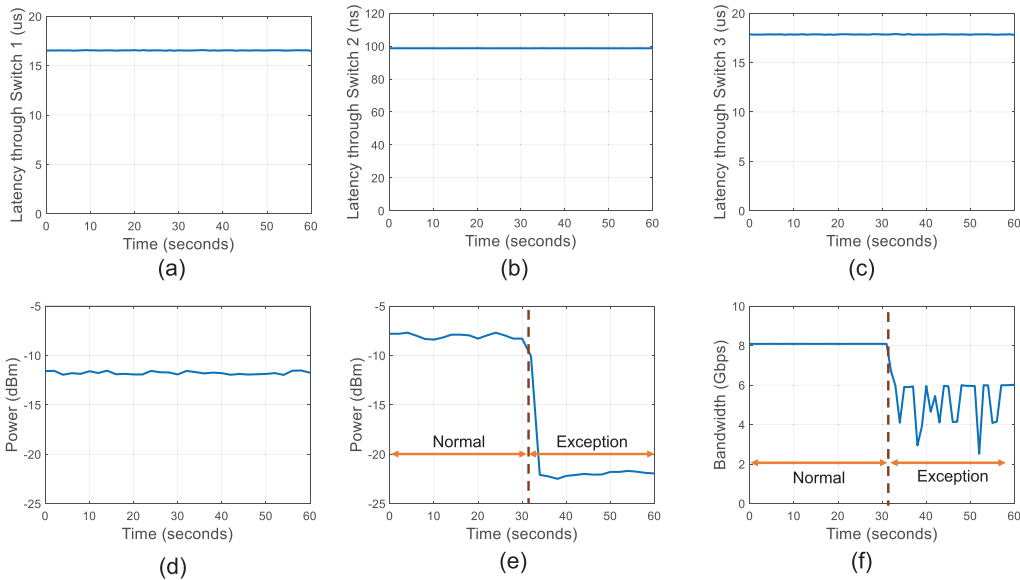 Latency through Switch 1 (us)
20
15
10
5
0
0 10 20 30 40 50 60
Time (seconds)
(a)
Latency through Switch 2 (ns)
120
100
80
60
40
20
0
0 10 20 30 40 50 60
Time (seconds)
(b)
Latency through Switch 3 (us)
20
15
10
5
0
0 10 20 30 40 50 60
Time (seconds)
(c)
Power (dBm)
-5
-10
-15
-20
-25
0 10 20 30 40 50 60
Time (seconds)
(d)
Power (dBm)
-5
-10
-15
-20
-25
Normal Exception
0 10 20 30 40 50 60
Time (seconds)
(e)
Bandwidth (Gbps)
10
8
6
4
2
0
Normal Exception
0 10 20 30 40 50 60
Time (seconds)
(f)